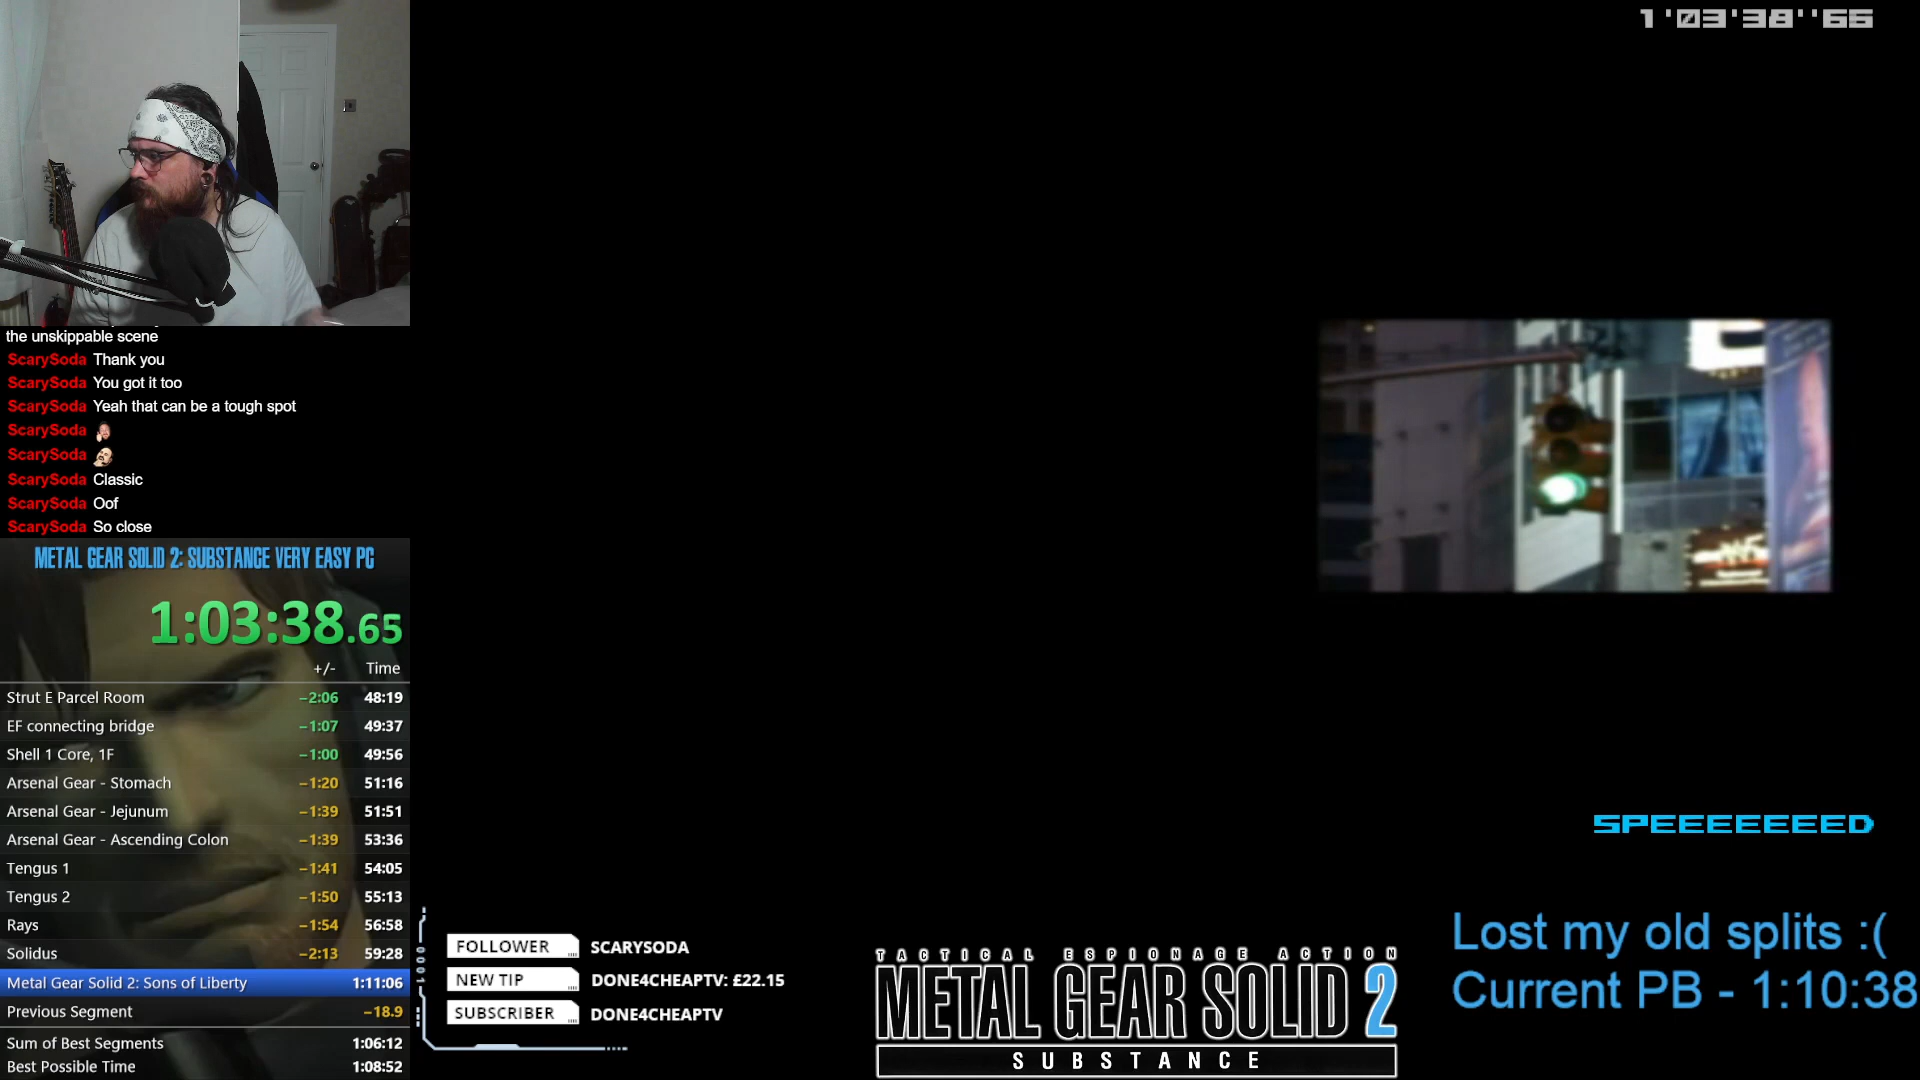 1'03'38''65
the unskippable scene
ScarySoda Thank you
ScarySoda You got it too
ScarySoda Yeah that can be a tough spot
ScarySoda
ScarySoda
ScarySoda Classic
ScarySoda Oof
ScarySoda So close
METAL GEAR SOLID 2: SUBSTANCE VERY EASY PC
1:03:38.65
+/- Time
Strut E Parcel Room −2:06 48:19
EF connecting bridge −1:07 49:37
Shell 1 Core, 1F −1:00 49:56
Arsenal Gear - Stomach −1:20 51:16
Arsenal Gear - Jejunum −1:39 51:51
Arsenal Gear - Ascending Colon −1:39 53:36
Tengus 1 −1:41 54:05
Tengus 2 −1:50 55:13
Rays −1:54 56:58
Solidus −2:13 59:28
Metal Gear Solid 2: Sons of Liberty 1:11:06
Previous Segment −18.9
Sum of Best Segments 1:06:12
Best Possible Time 1:08:52
0001
FOLLOWER SCARYSODA
NEW TIP DONE4CHEAPTV: £22.15
SUBSCRIBER DONE4CHEAPTV
TACTICAL ESPIONAGE ACTION
METAL GEAR SOLID 2
SUBSTANCE
SPEEEEEEED
Lost my old splits :(
Current PB - 1:10:38